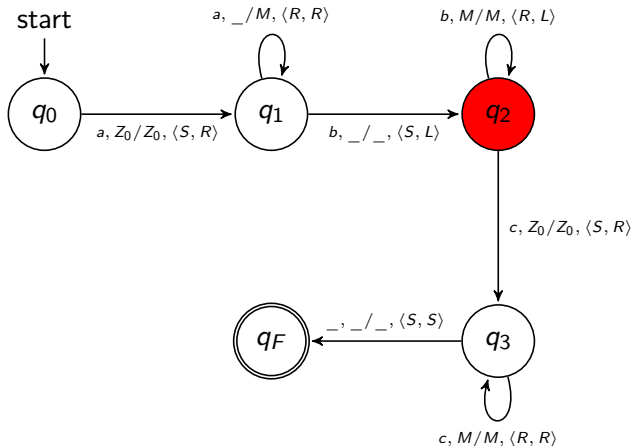 start
a, _/M, ⟨R, R⟩
b, M/M, ⟨R, L⟩
q0
q1
q2
a, Z0/Z0, ⟨S, R⟩
b, _/_, ⟨S, L⟩
c, Z0/Z0, ⟨S, R⟩
_, _/_, ⟨S, S⟩
qF
q3
c, M/M, ⟨R, R⟩